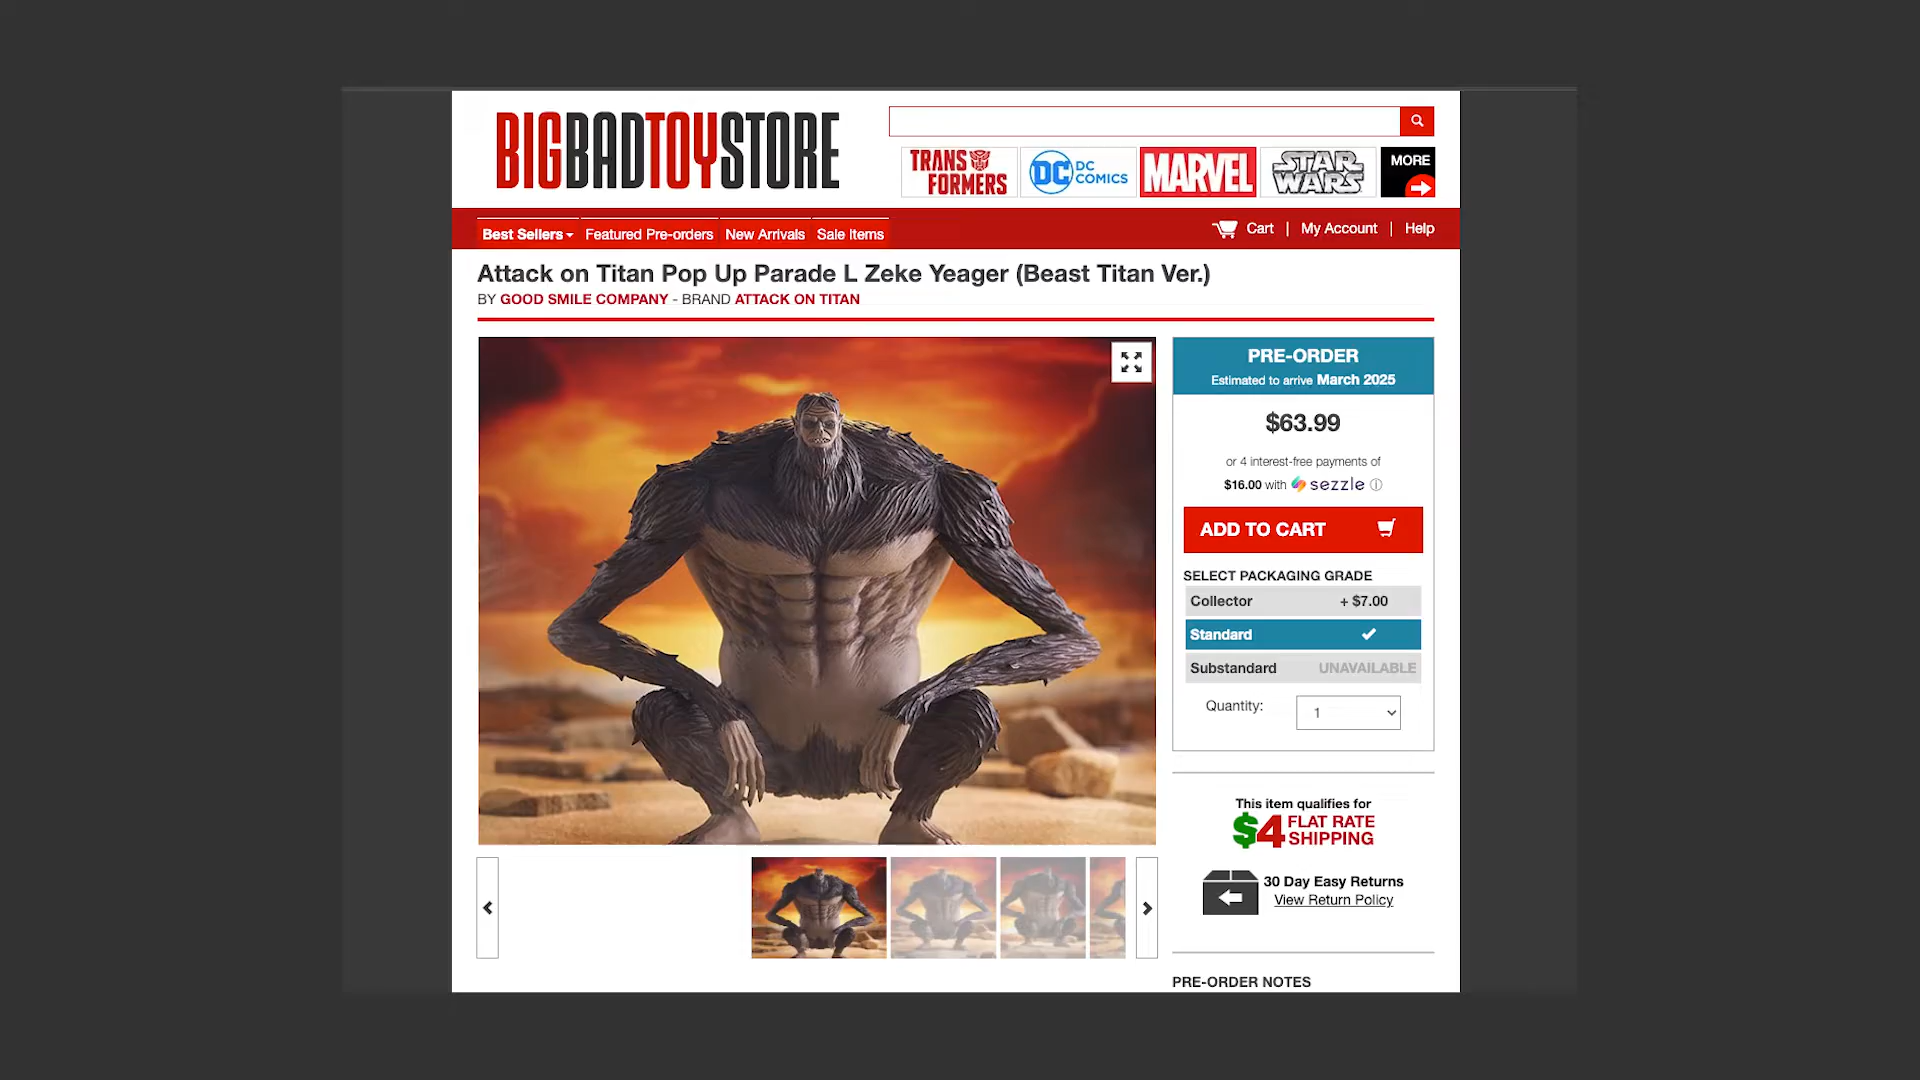 BIGBADTOYSTORE
TRANSFORMERS
DC DC COMICS
MARVEL
STAR WARS
MORE
Best Sellers
Featured Pre-orders
New Arrivals
Sale Items
Cart | My Account | Help
Attack on Titan Pop Up Parade L Zeke Yeager (Beast Titan Ver.)
BY GOOD SMILE COMPANY - BRAND ATTACK ON TITAN
PRE-ORDER
Estimated to arrive March 2025
$63.99
or 4 interest-free payments of
$16.00 with sezzle
ADD TO CART
SELECT PACKAGING GRADE
Collector + $7.00
Standard
Substandard UNAVAILABLE
Quantity: 1
This item qualifies for
$4 FLAT RATE SHIPPING
30 Day Easy Returns
View Return Policy
PRE-ORDER NOTES